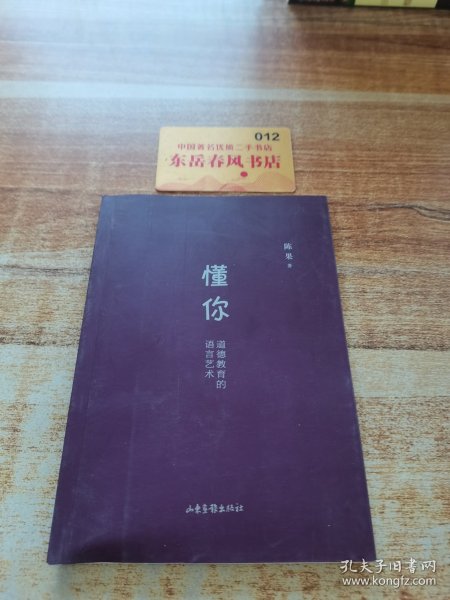 012
中国著名优质二手书店
东岳春风书店
陈果 著
懂你
道德教育的
语言艺术
山东画报出版社
孔夫子旧书网
www.kongfz.com